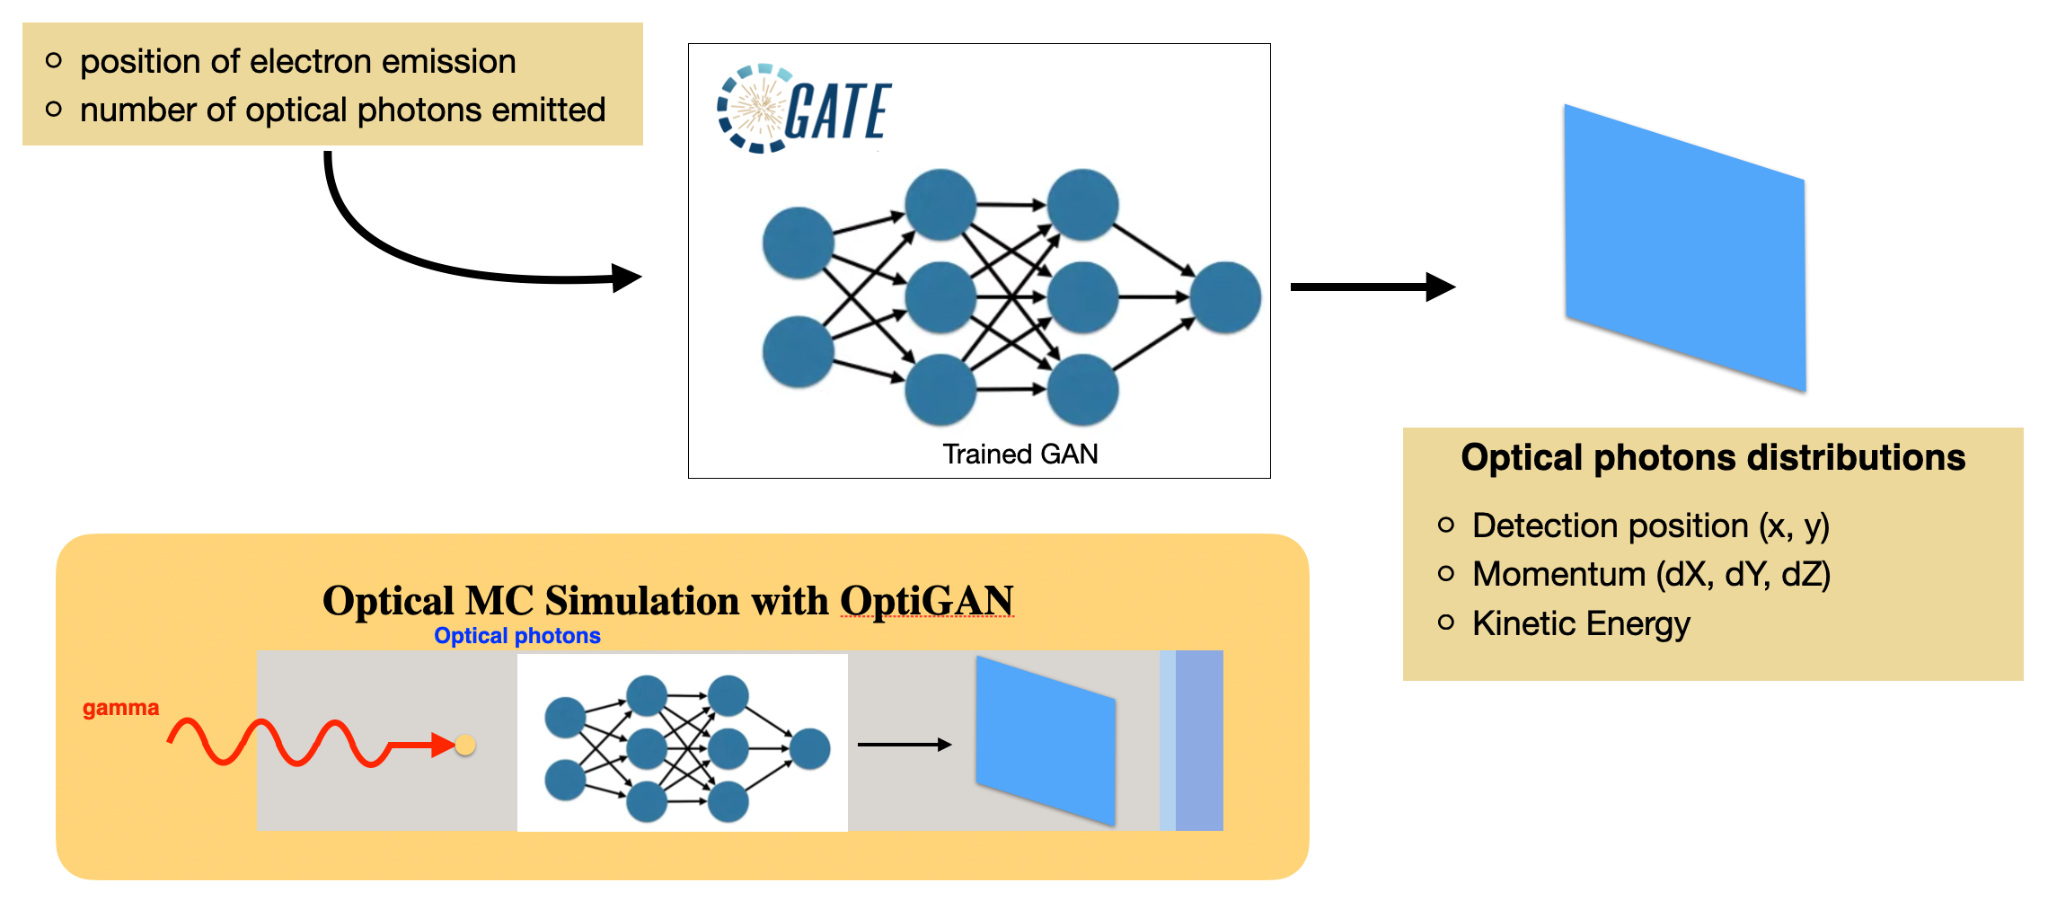 position of electron emission
number of optical photons emitted
GATE
Trained GAN
Optical photons distributions
Detection position (x, y)
Momentum (dX, dY, dZ)
Kinetic Energy
Optical MC Simulation with OptiGAN
Optical photons
gamma